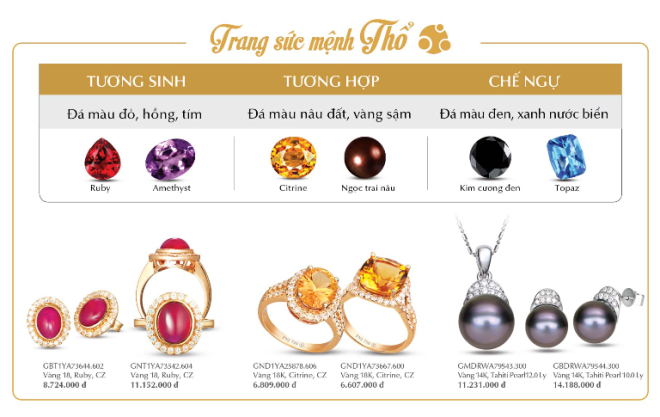 Trang sức mệnh Thổ
TƯƠNG SINH
TƯƠNG HỢP
CHẾ NGỰ
Đá màu đỏ, hồng, tím
Đá màu nâu đất, vàng sậm
Đá màu đen, xanh nước biển
Ruby
Amethyst
Citrine
Ngọc trai nâu
Kim cương đen
Topaz
GBT1YA73644.602
Vàng 18, Ruby, CZ
8.724.000 đ
GNT1YA73342.604
Vàng 18, Ruby, CZ
11.152.000 đ
GND1YA25878.606
Vàng 18K, Citrine, CZ
6.809.000 đ
GND1YA73667.600
Vàng 18K, Citrine, CZ
6.607.000 đ
GMDRWA79543.300
Vàng 14K, Tahiti Pearl12.0 Ly
11.231.000 đ
GBDRWA79544.300
Vàng 14K, Tahiti Pearl 10.0 Ly
14.188.000 đ